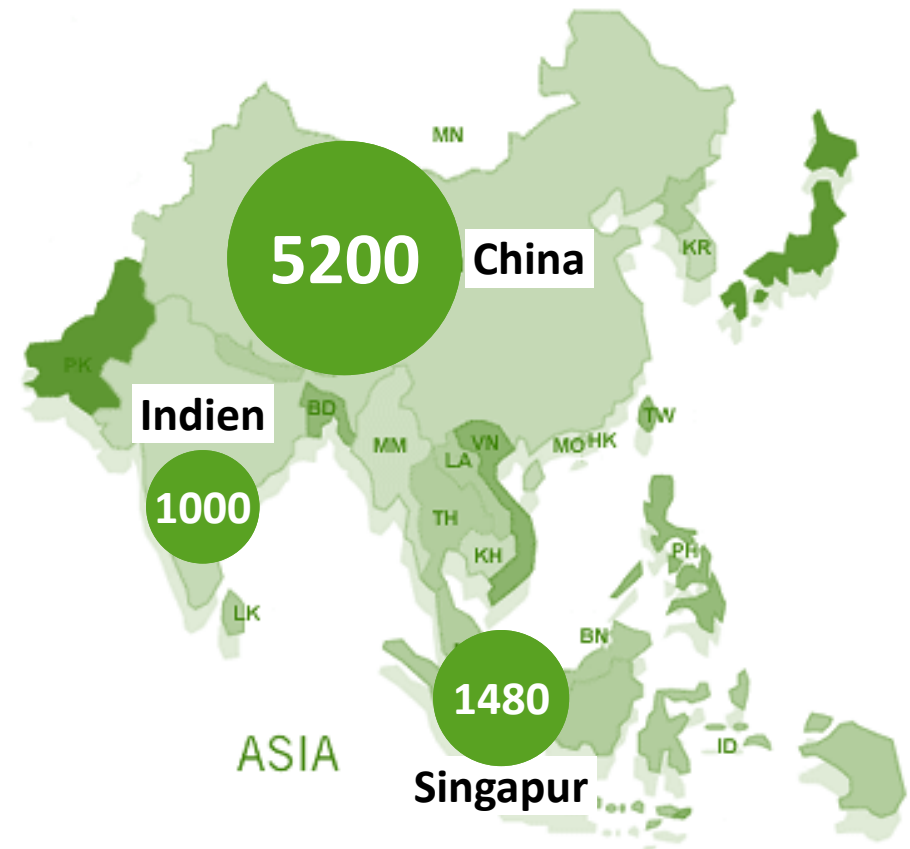 MN
5200
China
KR
PK
Indien
BD
TW
MM
VN
MO
HK
LA
1000
TH
KH
PH
LK
BN
1480
ID
ASIA
Singapur